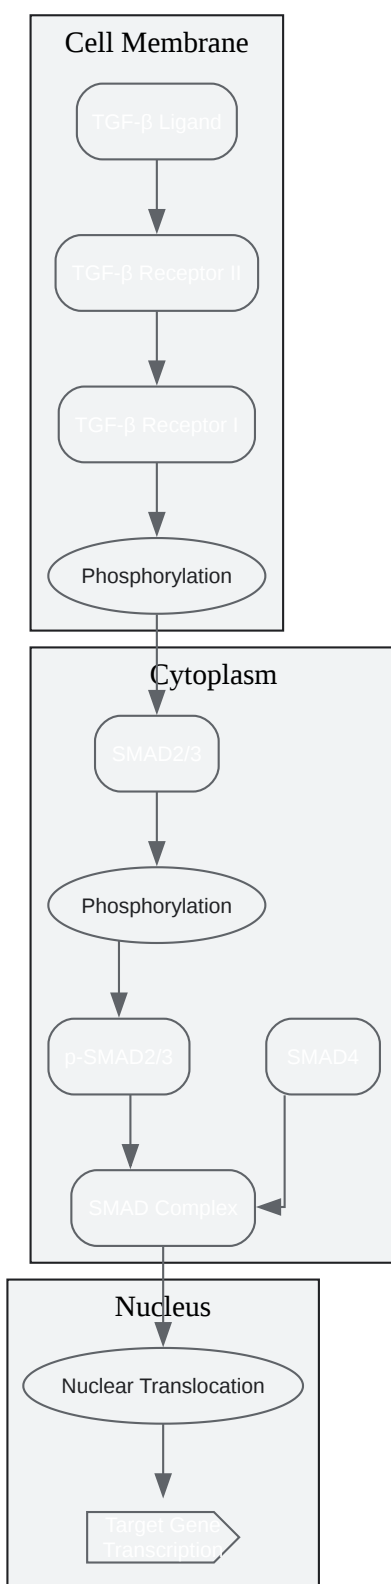 Cell Membrane
TGF-β Ligand
TGF-β Receptor II
TGF-β Receptor I
Phosphorylation
Cytoplasm
SMAD2/3
Phosphorylation
p-SMAD2/3
SMAD4
SMAD Complex
Nucleus
Nuclear Translocation
Target Gene
Transcription